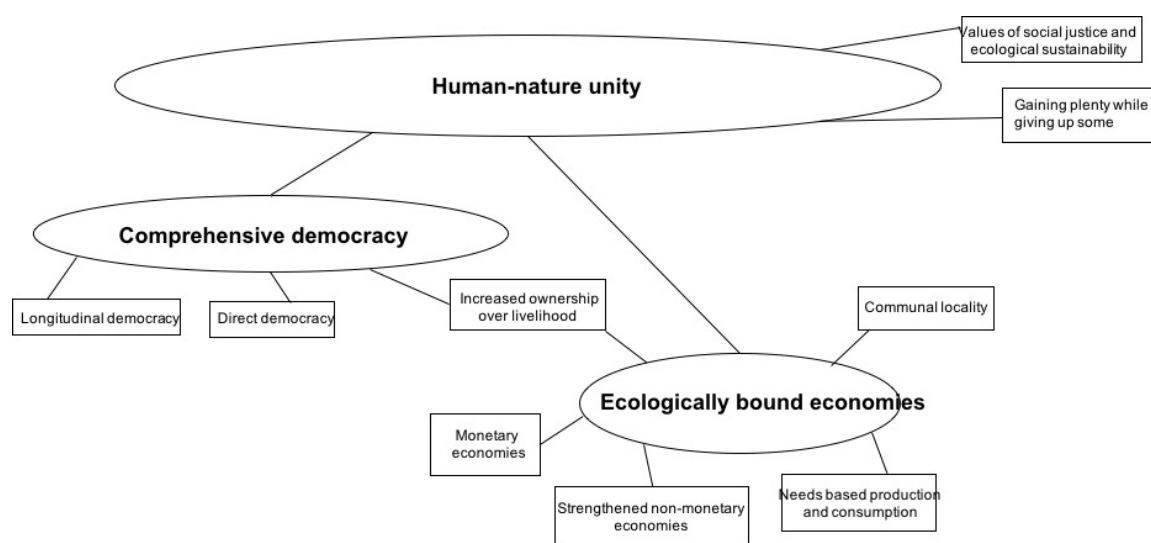 Values of social justice and
ecological sustainability
Human-nature unity
Gaining plenty while
giving up some
Comprehensive democracy
Longitudinal democracy
Direct democracy
Increased ownership
over livelihood
Communal locality
Ecologically bound economies
Monetary
economies
Strengthened non-monetary
economies
Needs based production
and consumption